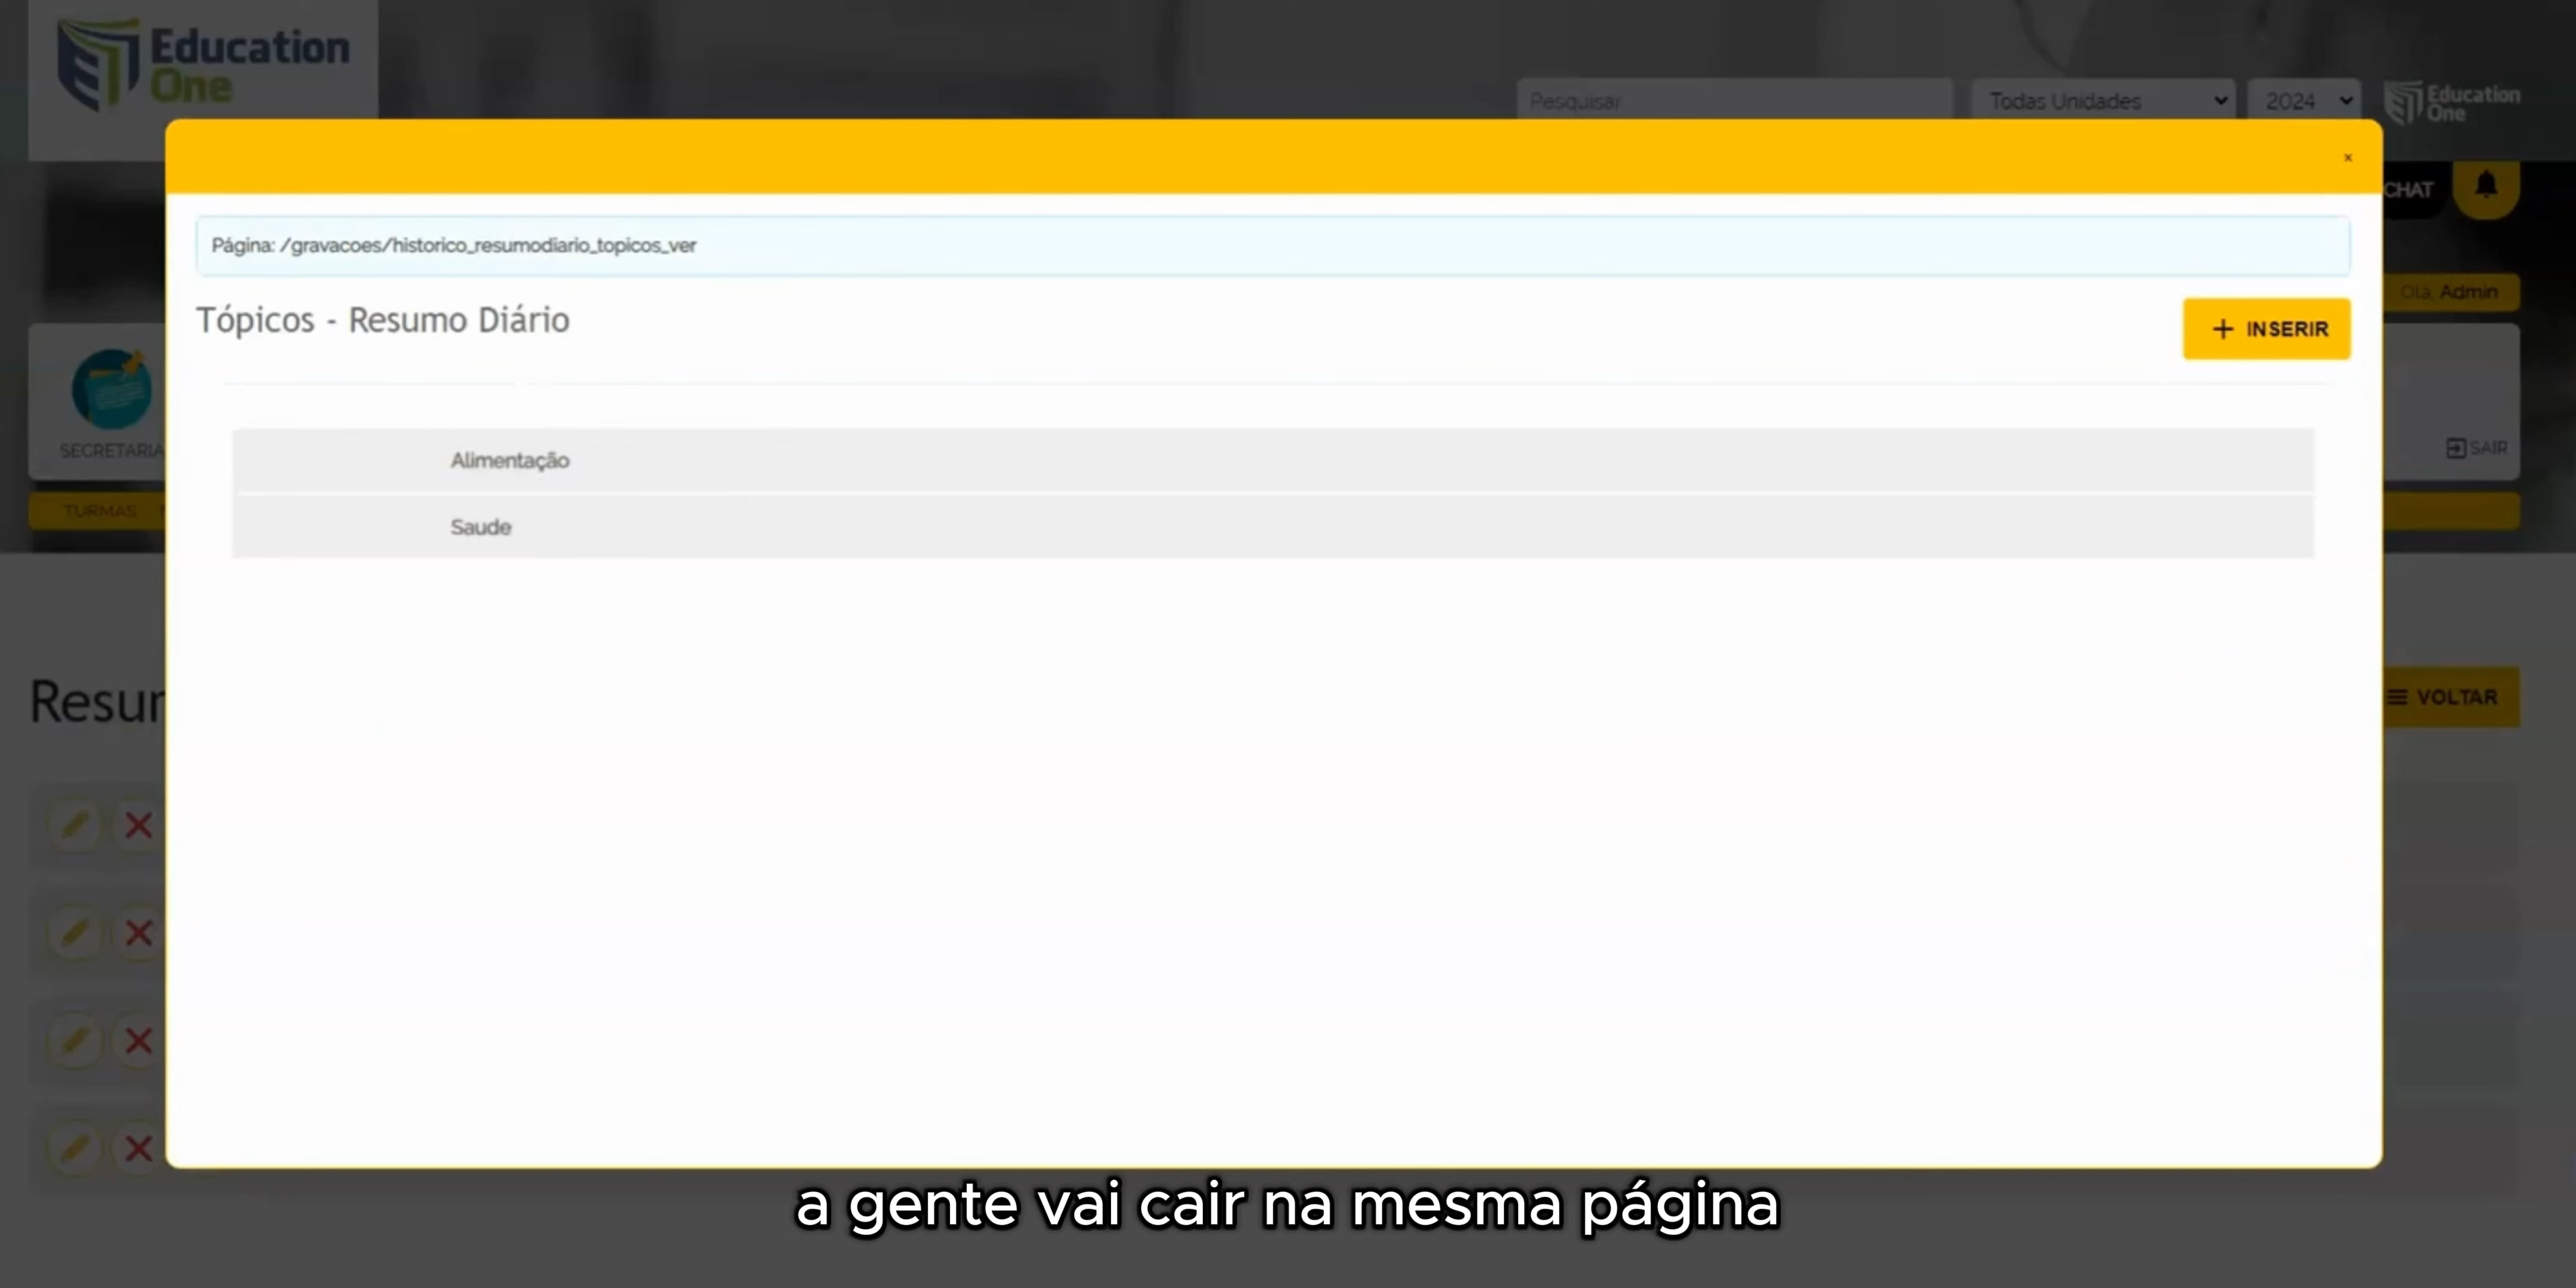 Education
One
Pesquisar
Todas Unidades
2024
Education
One
x
CHAT
Página: /gravacoes/historico_resumodiario_topicos_ver
Tópicos - Resumo Diário
+ INSERIR
Olá, Admin
Alimentação
Saude
SECRETARIA
SAIR
TURMAS
Resum
VOLTAR
a gente vai cair na mesma página